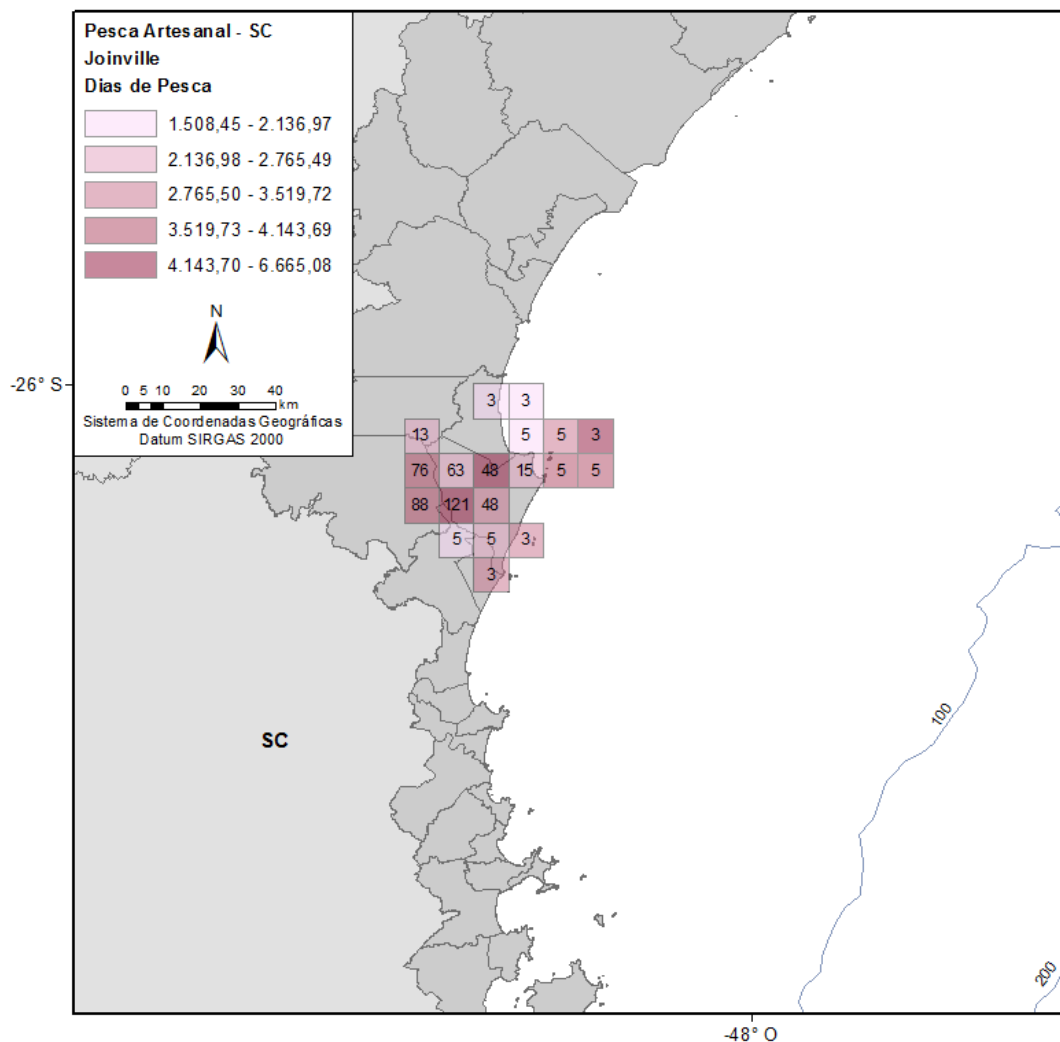 Pesca Artesanal - SC
Joinville
Dias de Pesca
1.508,45 - 2.136,97
2.136,98 - 2.765,49
2.765,50 - 3.519,72
3.519,73 - 4.143,69
4.143,70 - 6.665,08
N
0 5 10 20 30 40
km
Sistema de Coordenadas Geográficas
Datum SIRGAS 2000
-26° S
3 3
13 5 5 3
76 63 48 15 5 5
88 121 48
5 5 3
3
SC
100
200
-48° O